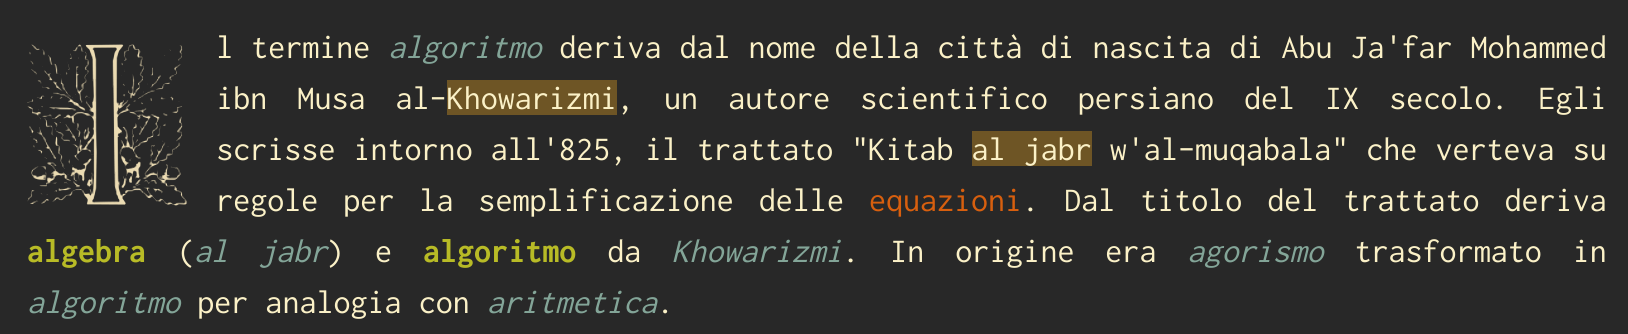 Il termine algoritmo deriva dal nome della città di nascita di Abu Ja'far Mohammed
ibn Musa al-Khowarizmi, un autore scientifico persiano del IX secolo. Egli
scrisse intorno all'825, il trattato "Kitab al jabr w'al-muqabala" che verteva su
regole per la semplificazione delle equazioni. Dal titolo del trattato deriva
algebra (al jabr) e algoritmo da Khowarizmi. In origine era agorismo trasformato in
algoritmo per analogia con aritmetica.